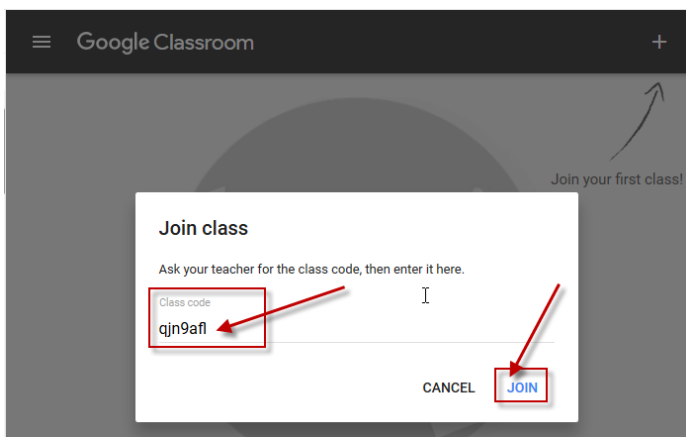 Google Classroom
Join your first class!
Join class
Ask your teacher for the class code, then enter it here.
Class code
qjn9afl
CANCEL JOIN